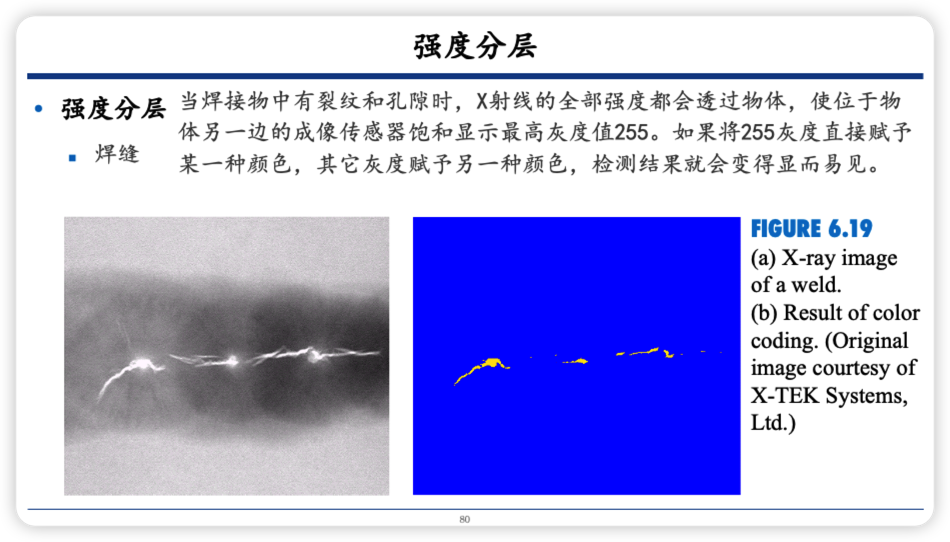 强度分层
• 强度分层
▪ 焊缝
当焊接物中有裂纹和孔隙时，X射线的全部强度都会透过物体，使位于物
体另一边的成像传感器饱和显示最高灰度值255。如果将255灰度直接赋予
某一种颜色，其它灰度赋予另一种颜色，检测结果就会变得显而易见。
FIGURE 6.19
(a) X-ray image
of a weld.
(b) Result of color
coding. (Original
image courtesy of
X-TEK Systems,
Ltd.)
80